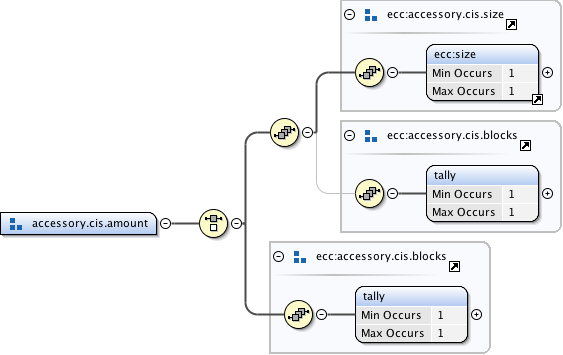 ecc:accessory.cis.size
ecc:size
Min Occurs 1
Max Occurs 1
ecc:accessory.cis.blocks
tally
Min Occurs 1
Max Occurs 1
accessory.cis.amount
ecc:accessory.cis.blocks
tally
Min Occurs 1
Max Occurs 1